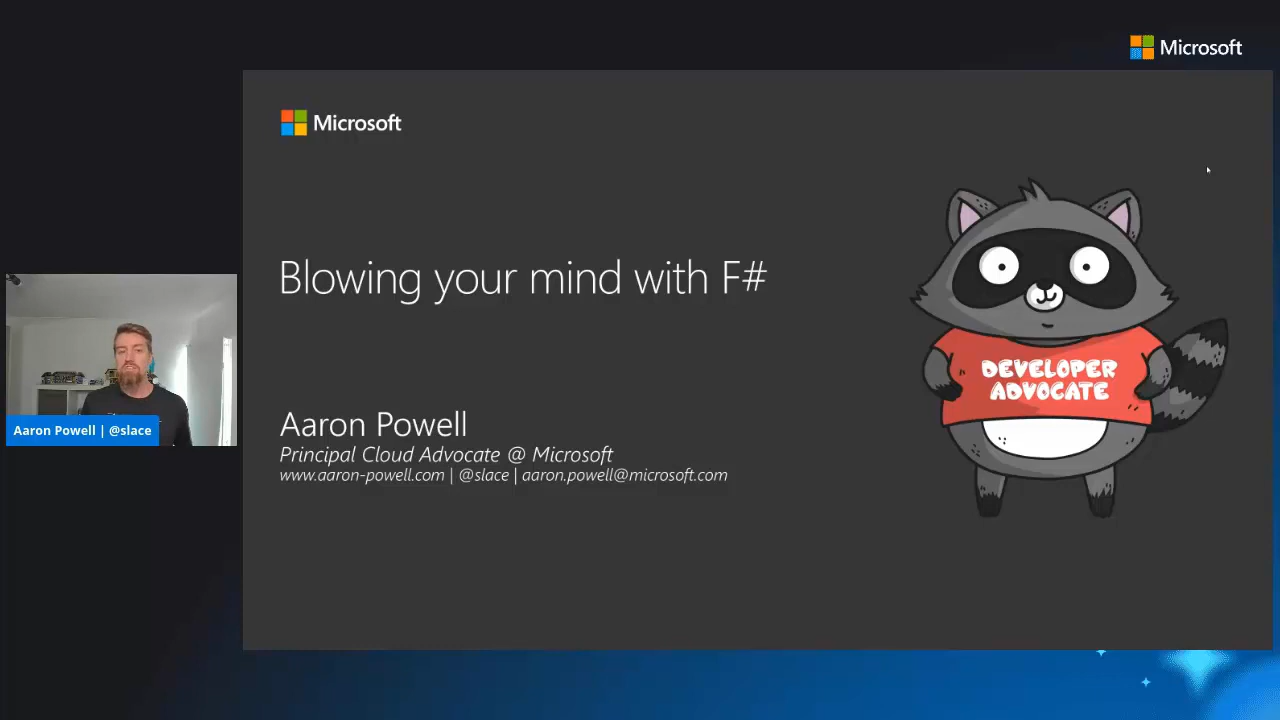 Microsoft
Microsoft
Blowing your mind with F#
DEVELOPER
ADVOCATE
Aaron Powell
Principal Cloud Advocate @ Microsoft
www.aaron-powell.com | @slace | aaron.powell@microsoft.com
Aaron Powell | @slace